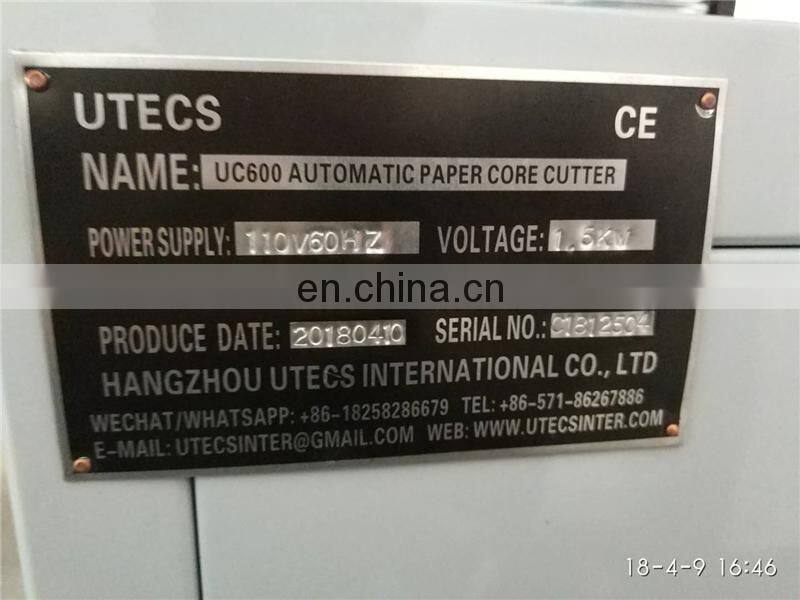 UTECS CE
NAME: UC600 AUTOMATIC PAPER CORE CUTTER
POWER SUPPLY: 110V60HZ VOLTAGE: 1.5KW
en.china.cn
PRODUCE DATE: 20180410 SERIAL NO.: C1812504
HANGZHOU UTECS INTERNATIONAL CO., LTD
WECHAT/WHATSAPP: +86-18258286679 TEL: +86-571-86267886
E-MAIL: UTECSINTER@GMAIL.COM WEB: WWW.UTECSINTER.COM
18-4-9 16:46